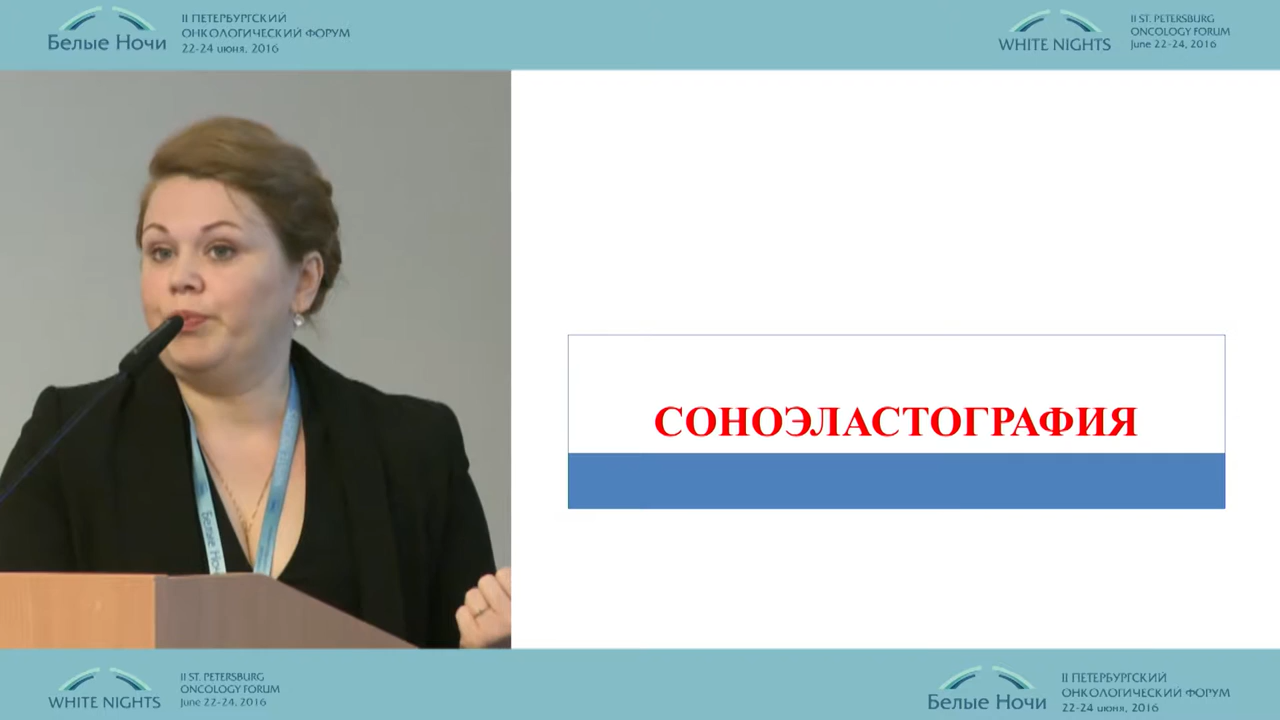 Белые Ночи
II ПЕТЕРБУРГСКИЙ
ОНКОЛОГИЧЕСКИЙ ФОРУМ
22-24 июня, 2016
WHITE NIGHTS
II ST. PETERSBURG
ONCOLOGY FORUM
June 22-24, 2016
СОНОЭЛАСТОГРАФИЯ
Белые Ночи
WHITE NIGHTS
II ST. PETERSBURG
ONCOLOGY FORUM
June 22-24, 2016
Белые Ночи
II ПЕТЕРБУРГСКИЙ
ОНКОЛОГИЧЕСКИЙ ФОРУМ
22-24 июня, 2016